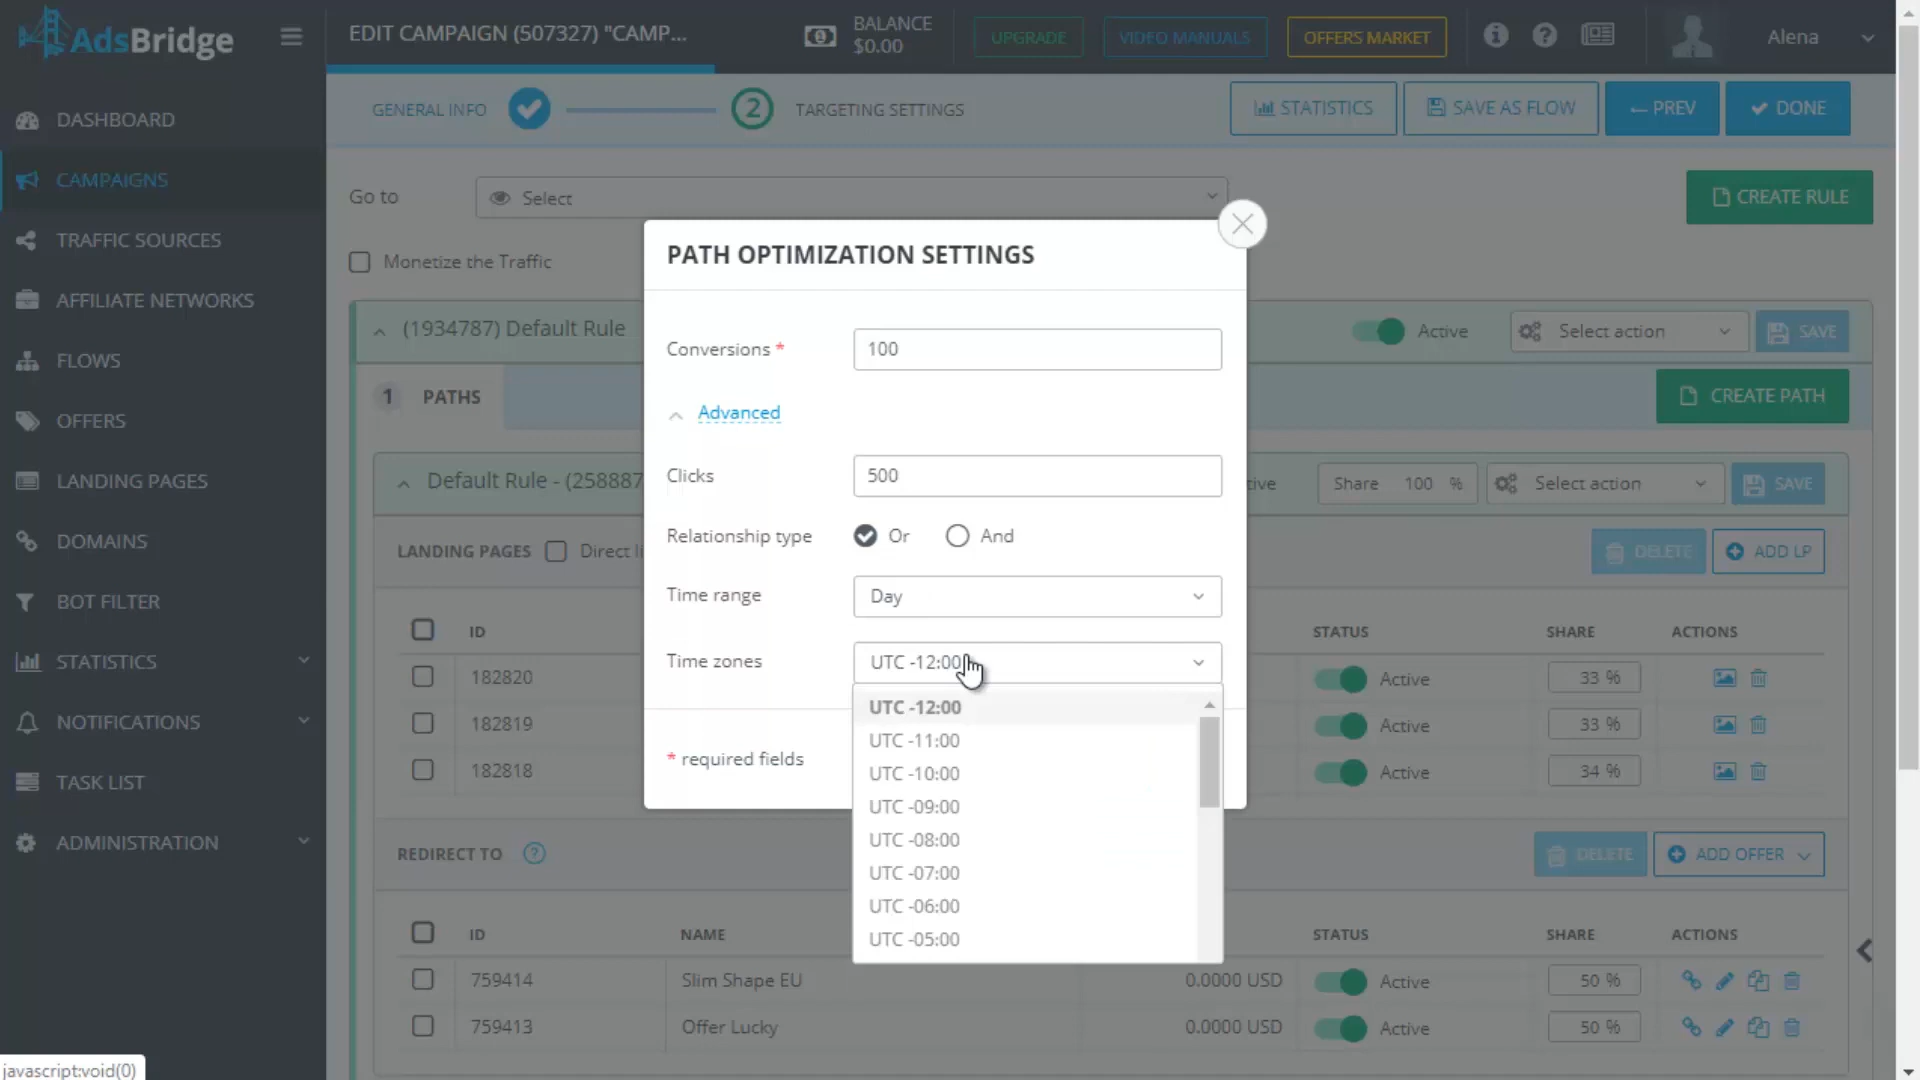 AdsBridge
EDIT CAMPAIGN (507327) "CAMP...
BALANCE
$0.00
UPGRADE
VIDEO MANUALS
OFFERS MARKET
Alena
GENERAL INFO
2
TARGETING SETTINGS
STATISTICS
SAVE AS FLOW
← PREV
DONE
DASHBOARD
CAMPAIGNS
TRAFFIC SOURCES
AFFILIATE NETWORKS
FLOWS
OFFERS
LANDING PAGES
DOMAINS
BOT FILTER
STATISTICS
NOTIFICATIONS
TASK LIST
ADMINISTRATION
Go to
Select
CREATE RULE
Monetize the Traffic
(1934787) Default Rule
Active
Select action
SAVE
1 PATHS
CREATE PATH
Default Rule - (258887
tive
Share 100 %
Select action
SAVE
LANDING PAGES
Direct li
DELETE
ADD LP
ID STATUS SHARE ACTIONS
182820 Active 33 %
182819 Active 33 %
182818 Active 34 %
REDIRECT TO ?
DELETE
ADD OFFER
ID NAME STATUS SHARE ACTIONS
759414 Slim Shape EU 0.0000 USD Active 50 %
759413 Offer Lucky 0.0000 USD Active 50 %
PATH OPTIMIZATION SETTINGS
Conversions * 100
Advanced
Clicks 500
Relationship type Or And
Time range Day
Time zones UTC -12:00
UTC -12:00
UTC -11:00
UTC -10:00
UTC -09:00
UTC -08:00
UTC -07:00
UTC -06:00
UTC -05:00
* required fields
javascript:void(0)